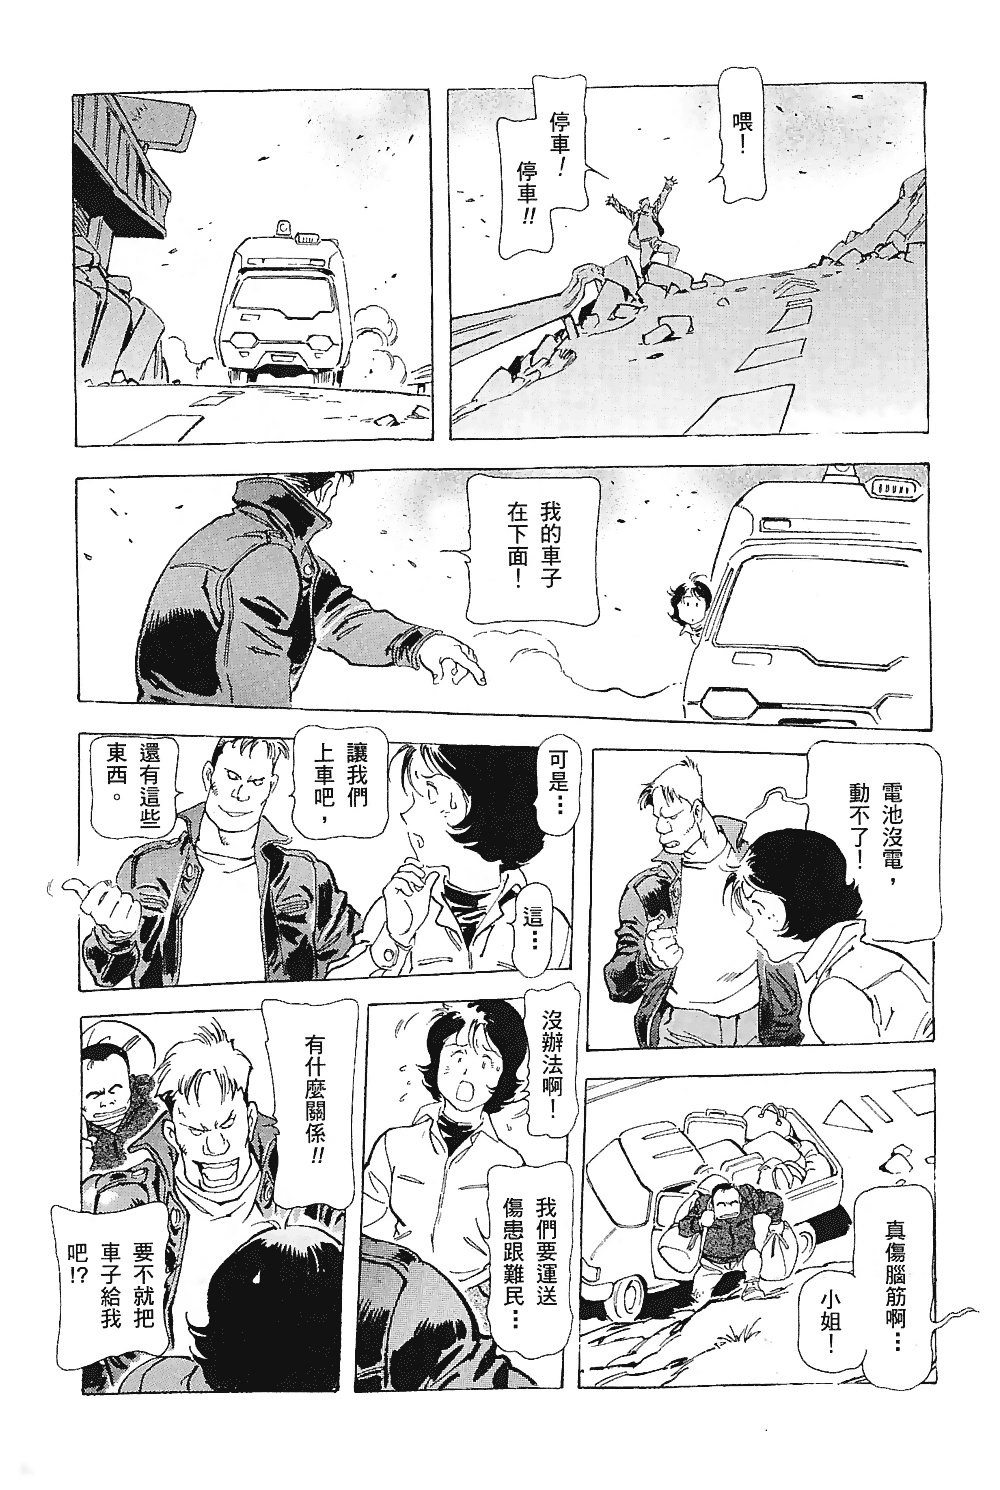 喂！
停車！
停車!!
我的車子
在下面！
電池沒電，
動不了！
可是…
這…
讓我們
上車吧，
還有這些
東西。
真傷腦筋啊…
小姐！
沒辦法啊！
我們要運送
傷患跟難民…
有什麼關係!!
要不就把
車子給我
吧!?